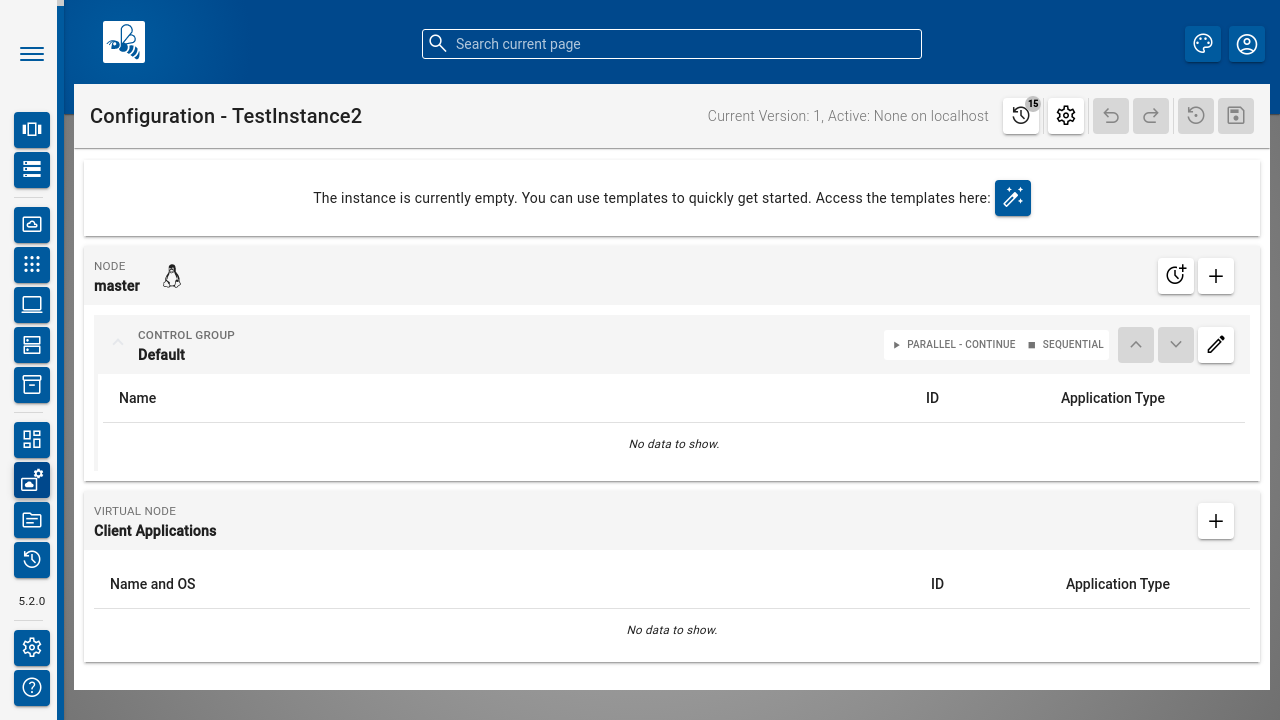 Search current page
Configuration - TestInstance2
Current Version: 1, Active: None on localhost
15
The instance is currently empty. You can use templates to quickly get started. Access the templates here:
NODE
master
CONTROL GROUP
Default
PARALLEL - CONTINUE
SEQUENTIAL
Name
ID
Application Type
No data to show.
VIRTUAL NODE
Client Applications
Name and OS
ID
Application Type
No data to show.
5.2.0